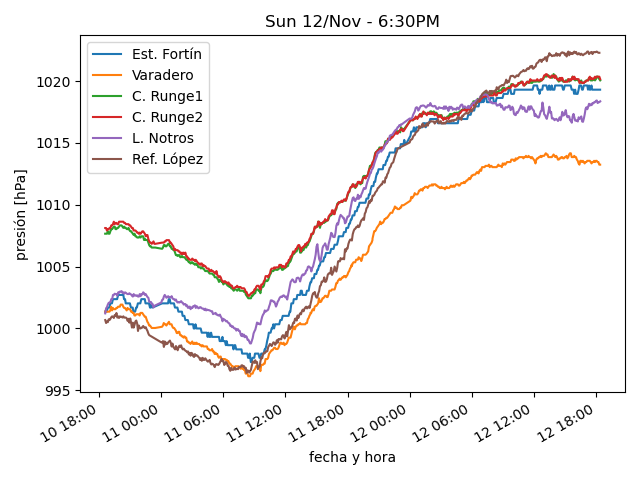 Sun 12/Nov - 6:30PM
Est. Fortín
Varadero
C. Runge1
C. Runge2
L. Notros
Ref. López
presión [hPa]
1020
1015
1010
1005
1000
995
10 18:00
11 00:00
11 06:00
11 12:00
11 18:00
12 00:00
12 06:00
12 12:00
12 18:00
fecha y hora